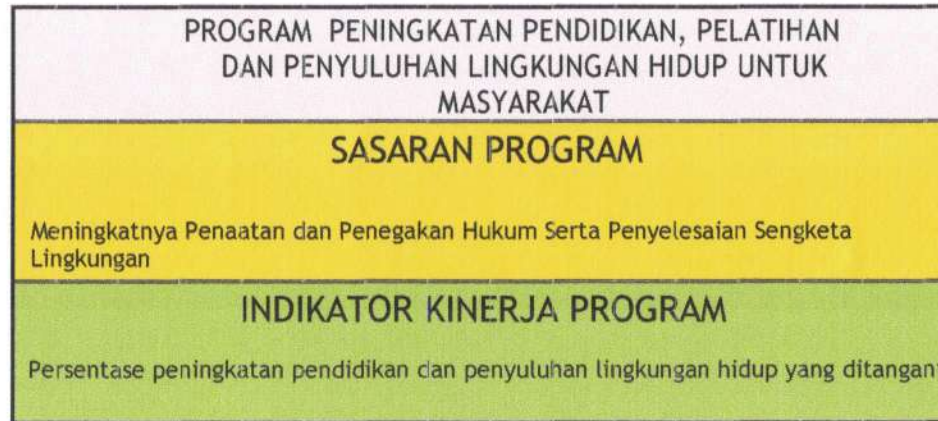 PROGRAM PENINGKATAN PENDIDIKAN, PELATIHAN
DAN PENYULUHAN LINGKUNGAN HIDUP UNTUK
MASYARAKAT
SASARAN PROGRAM
Meningkatnya Penaatan dan Penegakan Hukum Serta Penyelesaian Sengketa
Lingkungan
INDIKATOR KINERJA PROGRAM
Persentase peningkatan pendidikan dan penyuluhan lingkungan hidup yang ditangani